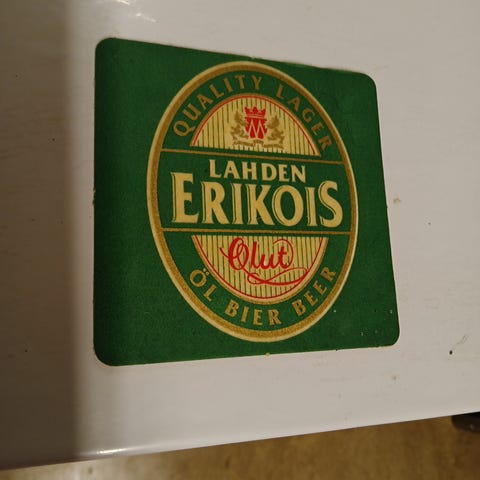 QUALITY LAGER
LAHDEN
ERIKOIS
Olut
ÖL BIER BEER